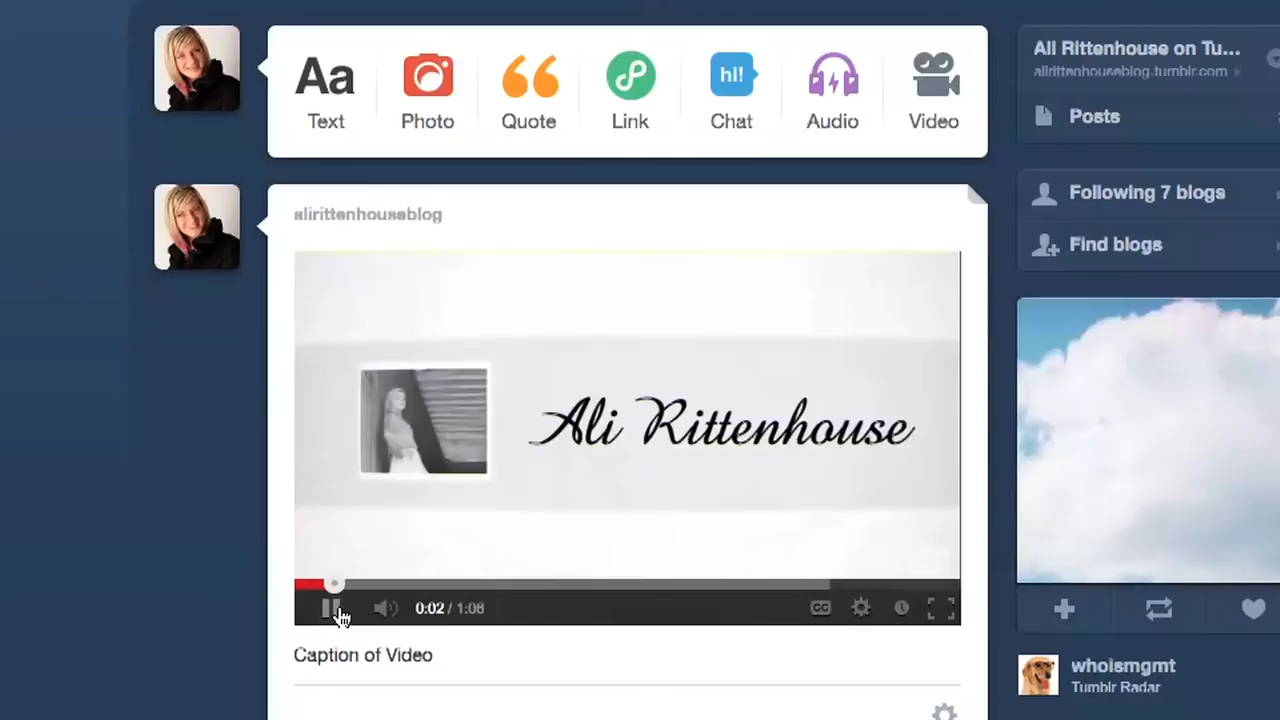 Aa
Text
Photo
Quote
Link
hi!
Chat
Audio
Video
Ali Rittenhouse on Tu...
alirittenhouseblog.tumblr.com
Posts
alirittenhouseblog
Following 7 blogs
Find blogs
Ali Rittenhouse
0:02 / 1:06
CC
Caption of Video
whoismgmt
Tumblr Radar